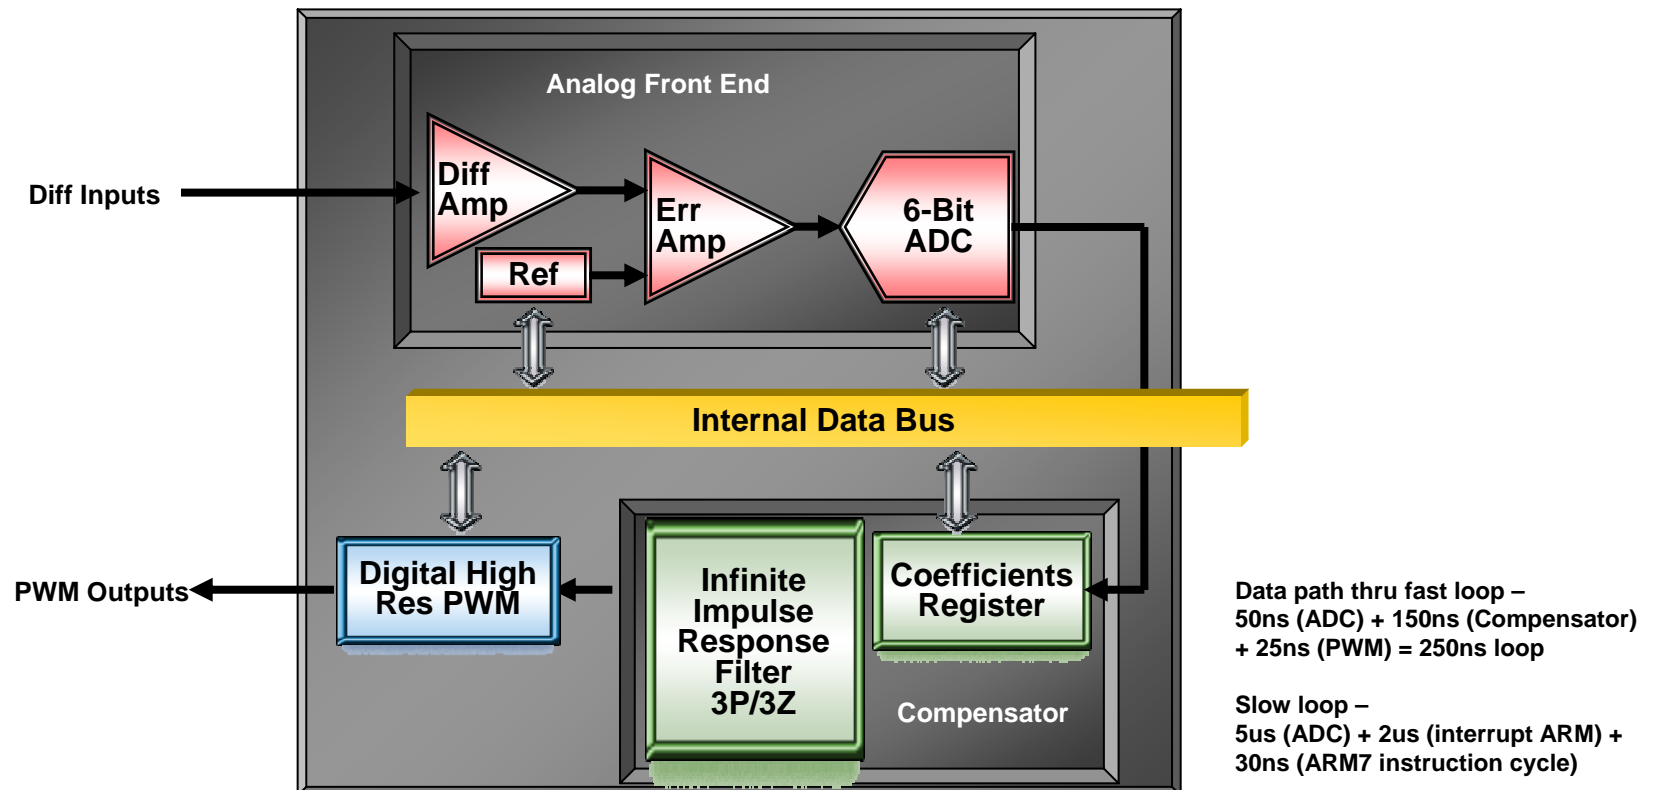 Analog Front End
Diff Inputs
Diff
Amp
Ref
Err
Amp
6-Bit
ADC
Internal Data Bus
PWM Outputs
Digital High
Res PWM
Infinite
Impulse
Response
Filter
3P/3Z
Coefficients
Register
Compensator
Data path thru fast loop –
50ns (ADC) + 150ns (Compensator)
+ 25ns (PWM) = 250ns loop
Slow loop –
5us (ADC) + 2us (interrupt ARM) +
30ns (ARM7 instruction cycle)